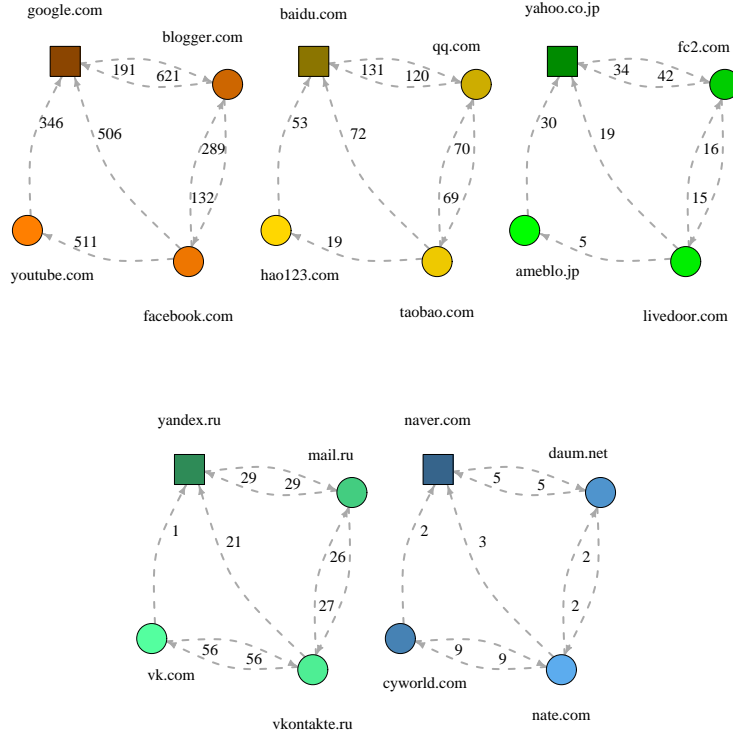 google.com
blogger.com
191
621
346
506
289
132
511
youtube.com
facebook.com
baidu.com
qq.com
131
120
53
72
70
69
19
hao123.com
taobao.com
yahoo.co.jp
fc2.com
34
42
30
19
16
15
5
ameblo.jp
livedoor.com
yandex.ru
mail.ru
29
29
1
21
26
27
56
56
vk.com
vkontakte.ru
naver.com
daum.net
5
5
2
3
2
2
9
9
cyworld.com
nate.com